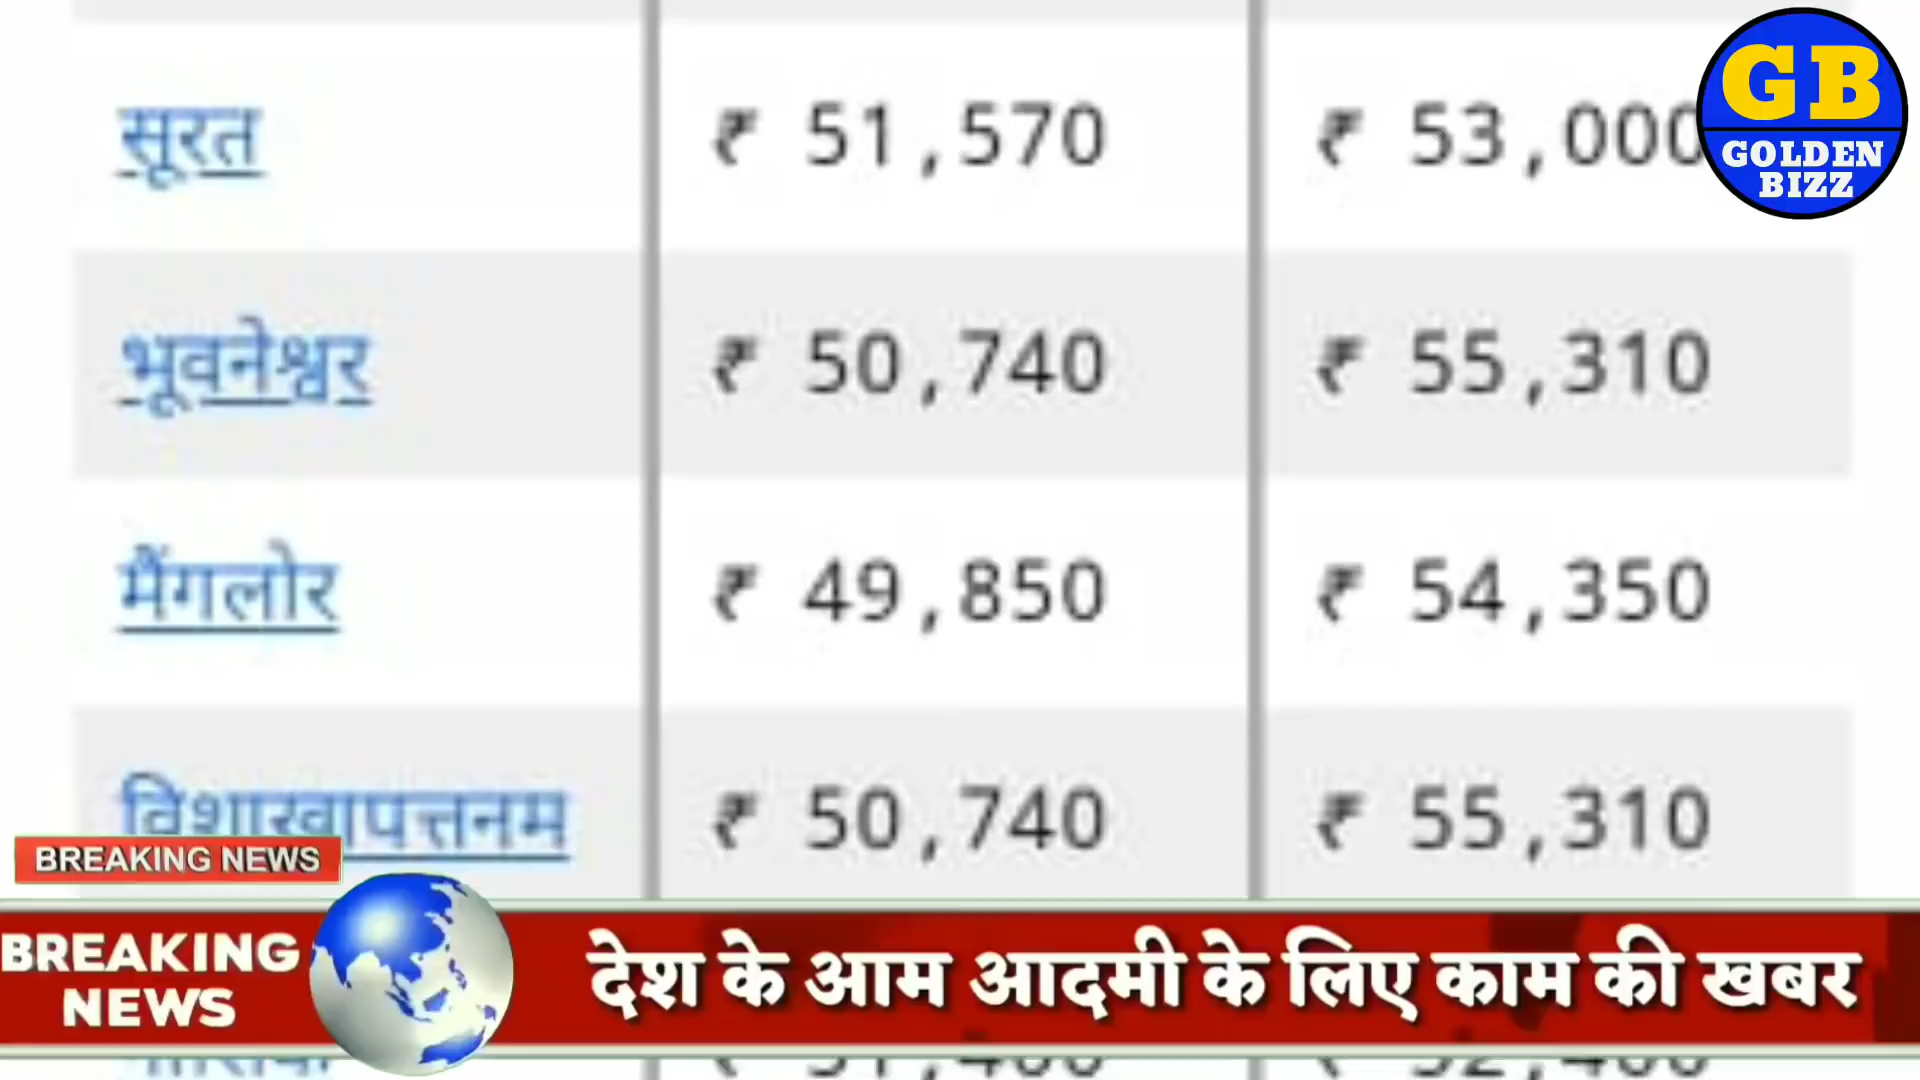 सूरत ₹ 51,570 ₹ 53,000
GB
GOLDEN
BIZZ
भूवनेश्वर ₹ 50,740 ₹ 55,310
मैंगलोर ₹ 49,850 ₹ 54,350
विशाखापत्तनम ₹ 50,740 ₹ 55,310
BREAKING NEWS
BREAKING
NEWS
देश के आम आदमी के लिए काम की खबर